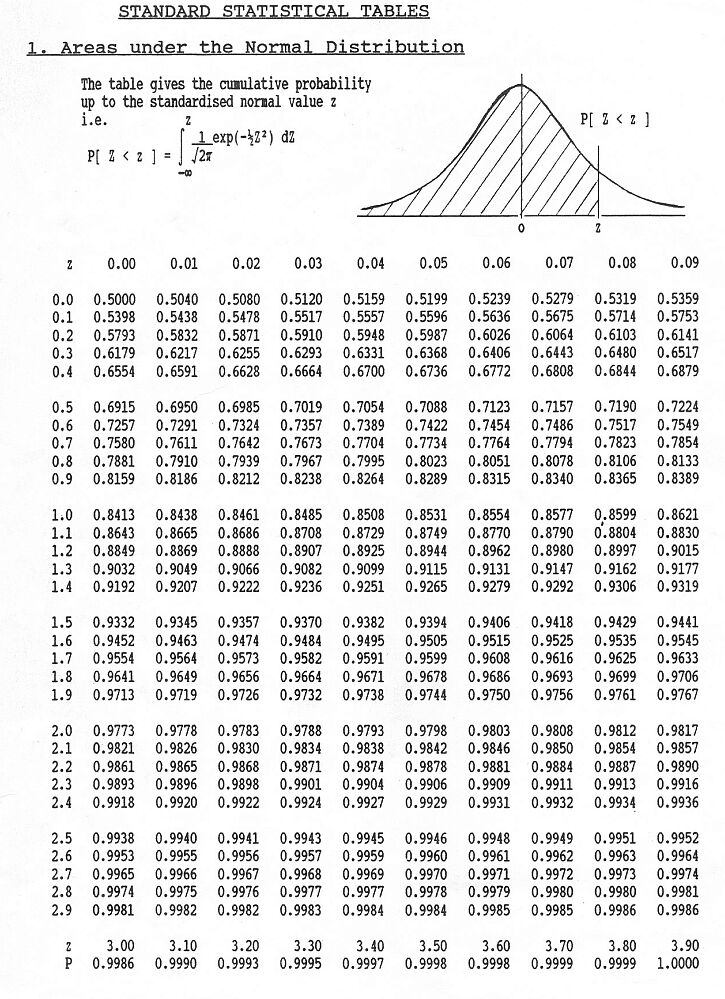 STANDARD STATISTICAL TABLES
1. Areas under the Normal Distribution
The table gives the cumulative probability
up to the standardised normal value z
i.e.
z
P[ Z < z ] = ∫ 1/√2π exp(-½Z²) dZ
-∞
P[ Z < z ]
0 z
z 0.00 0.01 0.02 0.03 0.04 0.05 0.06 0.07 0.08 0.09
0.0 0.5000 0.5040 0.5080 0.5120 0.5159 0.5199 0.5239 0.5279 0.5319 0.5359
0.1 0.5398 0.5438 0.5478 0.5517 0.5557 0.5596 0.5636 0.5675 0.5714 0.5753
0.2 0.5793 0.5832 0.5871 0.5910 0.5948 0.5987 0.6026 0.6064 0.6103 0.6141
0.3 0.6179 0.6217 0.6255 0.6293 0.6331 0.6368 0.6406 0.6443 0.6480 0.6517
0.4 0.6554 0.6591 0.6628 0.6664 0.6700 0.6736 0.6772 0.6808 0.6844 0.6879
0.5 0.6915 0.6950 0.6985 0.7019 0.7054 0.7088 0.7123 0.7157 0.7190 0.7224
0.6 0.7257 0.7291 0.7324 0.7357 0.7389 0.7422 0.7454 0.7486 0.7517 0.7549
0.7 0.7580 0.7611 0.7642 0.7673 0.7704 0.7734 0.7764 0.7794 0.7823 0.7854
0.8 0.7881 0.7910 0.7939 0.7967 0.7995 0.8023 0.8051 0.8078 0.8106 0.8133
0.9 0.8159 0.8186 0.8212 0.8238 0.8264 0.8289 0.8315 0.8340 0.8365 0.8389
1.0 0.8413 0.8438 0.8461 0.8485 0.8508 0.8531 0.8554 0.8577 0.8599 0.8621
1.1 0.8643 0.8665 0.8686 0.8708 0.8729 0.8749 0.8770 0.8790 0.8804 0.8830
1.2 0.8849 0.8869 0.8888 0.8907 0.8925 0.8944 0.8962 0.8980 0.8997 0.9015
1.3 0.9032 0.9049 0.9066 0.9082 0.9099 0.9115 0.9131 0.9147 0.9162 0.9177
1.4 0.9192 0.9207 0.9222 0.9236 0.9251 0.9265 0.9279 0.9292 0.9306 0.9319
1.5 0.9332 0.9345 0.9357 0.9370 0.9382 0.9394 0.9406 0.9418 0.9429 0.9441
1.6 0.9452 0.9463 0.9474 0.9484 0.9495 0.9505 0.9515 0.9525 0.9535 0.9545
1.7 0.9554 0.9564 0.9573 0.9582 0.9591 0.9599 0.9608 0.9616 0.9625 0.9633
1.8 0.9641 0.9649 0.9656 0.9664 0.9671 0.9678 0.9686 0.9693 0.9699 0.9706
1.9 0.9713 0.9719 0.9726 0.9732 0.9738 0.9744 0.9750 0.9756 0.9761 0.9767
2.0 0.9773 0.9778 0.9783 0.9788 0.9793 0.9798 0.9803 0.9808 0.9812 0.9817
2.1 0.9821 0.9826 0.9830 0.9834 0.9838 0.9842 0.9846 0.9850 0.9854 0.9857
2.2 0.9861 0.9865 0.9868 0.9871 0.9874 0.9878 0.9881 0.9884 0.9887 0.9890
2.3 0.9893 0.9896 0.9898 0.9901 0.9904 0.9906 0.9909 0.9911 0.9913 0.9916
2.4 0.9918 0.9920 0.9922 0.9924 0.9927 0.9929 0.9931 0.9932 0.9934 0.9936
2.5 0.9938 0.9940 0.9941 0.9943 0.9945 0.9946 0.9948 0.9949 0.9951 0.9952
2.6 0.9953 0.9955 0.9956 0.9957 0.9959 0.9960 0.9961 0.9962 0.9963 0.9964
2.7 0.9965 0.9966 0.9967 0.9968 0.9969 0.9970 0.9971 0.9972 0.9973 0.9974
2.8 0.9974 0.9975 0.9976 0.9977 0.9977 0.9978 0.9979 0.9980 0.9980 0.9981
2.9 0.9981 0.9982 0.9982 0.9983 0.9984 0.9984 0.9985 0.9985 0.9986 0.9986
z 3.00 3.10 3.20 3.30 3.40 3.50 3.60 3.70 3.80 3.90
P 0.9986 0.9990 0.9993 0.9995 0.9997 0.9998 0.9998 0.9999 0.9999 1.0000